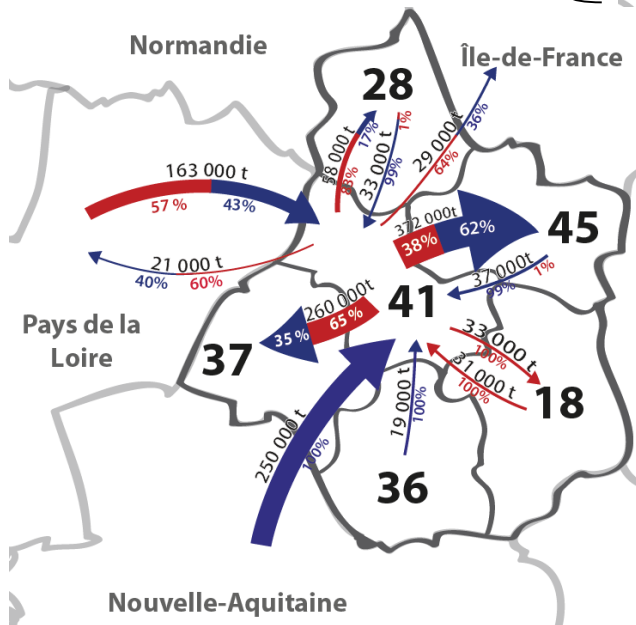 Normandie
Île-de-France
28
17%
1%
58 000 t
83%
33 000 t
99%
29 000 t
64%
36%
163 000 t
57 %
43%
372 000t
38%
62%
45
21 000 t
40%
60%
37 000t
1%
99%
41
260 000t
35 %
65%
Pays de la
Loire
37
33 000 t
100%
31 000 t
100%
18
19 000 t
100%
250 000 t
100%
36
Nouvelle-Aquitaine